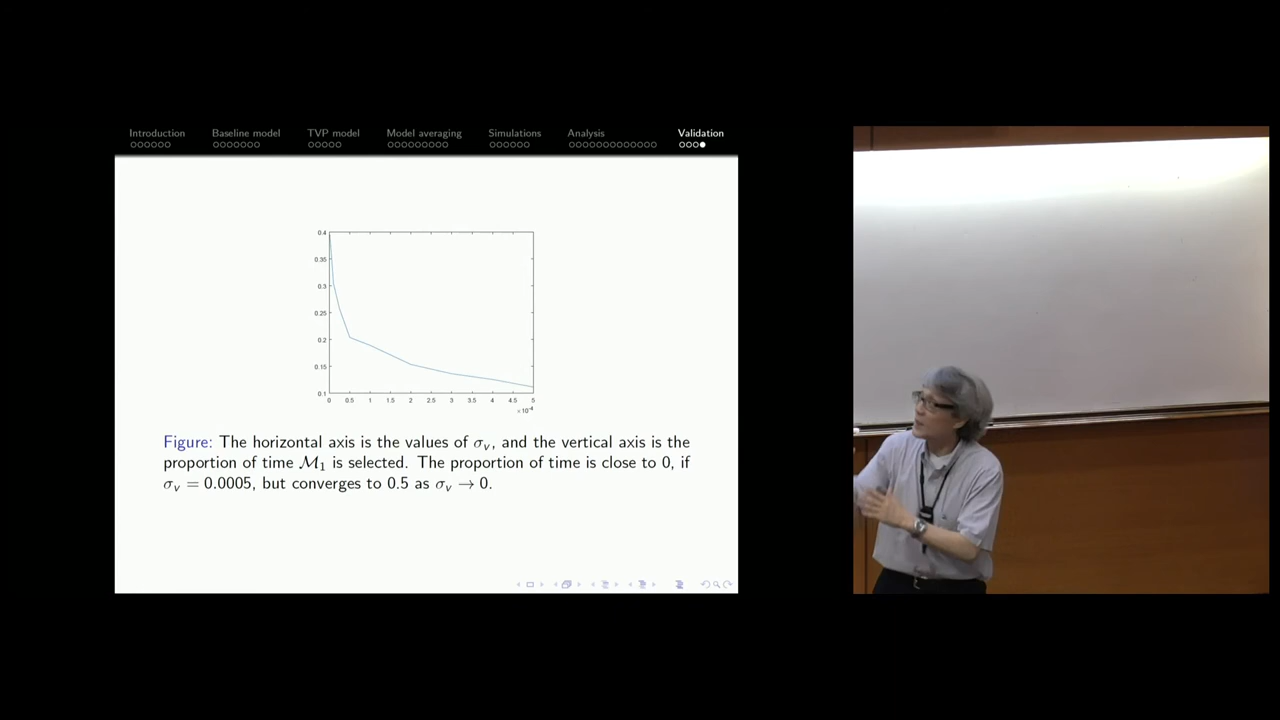 Introduction Baseline model TVP model Model averaging Simulations Analysis Validation
0.4
0.35
0.3
0.25
0.2
0.15
0.1
0 0.5 1 1.5 2 2.5 3 3.5 4 4.5 5
×10⁻⁴
Figure: The horizontal axis is the values of σᵥ, and the vertical axis is the
proportion of time ℳ₁ is selected. The proportion of time is close to 0, if
σᵥ = 0.0005, but converges to 0.5 as σᵥ → 0.